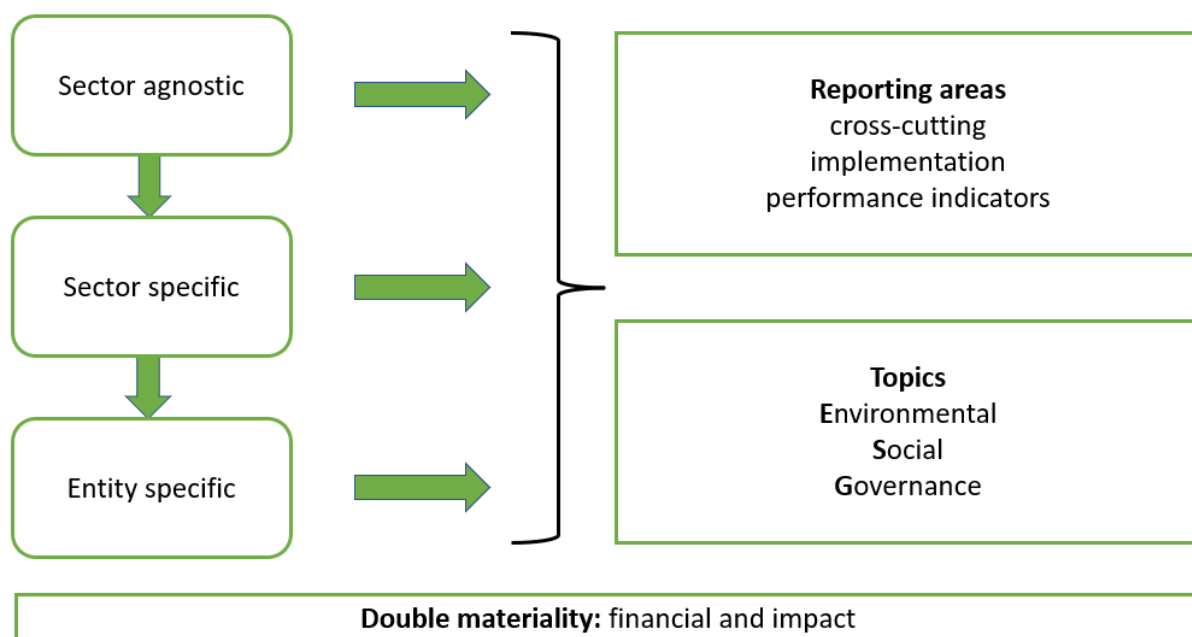 Sector agnostic
Sector specific
Entity specific
Reporting areas
cross-cutting
implementation
performance indicators
Topics
Environmental
Social
Governance
Double materiality: financial and impact